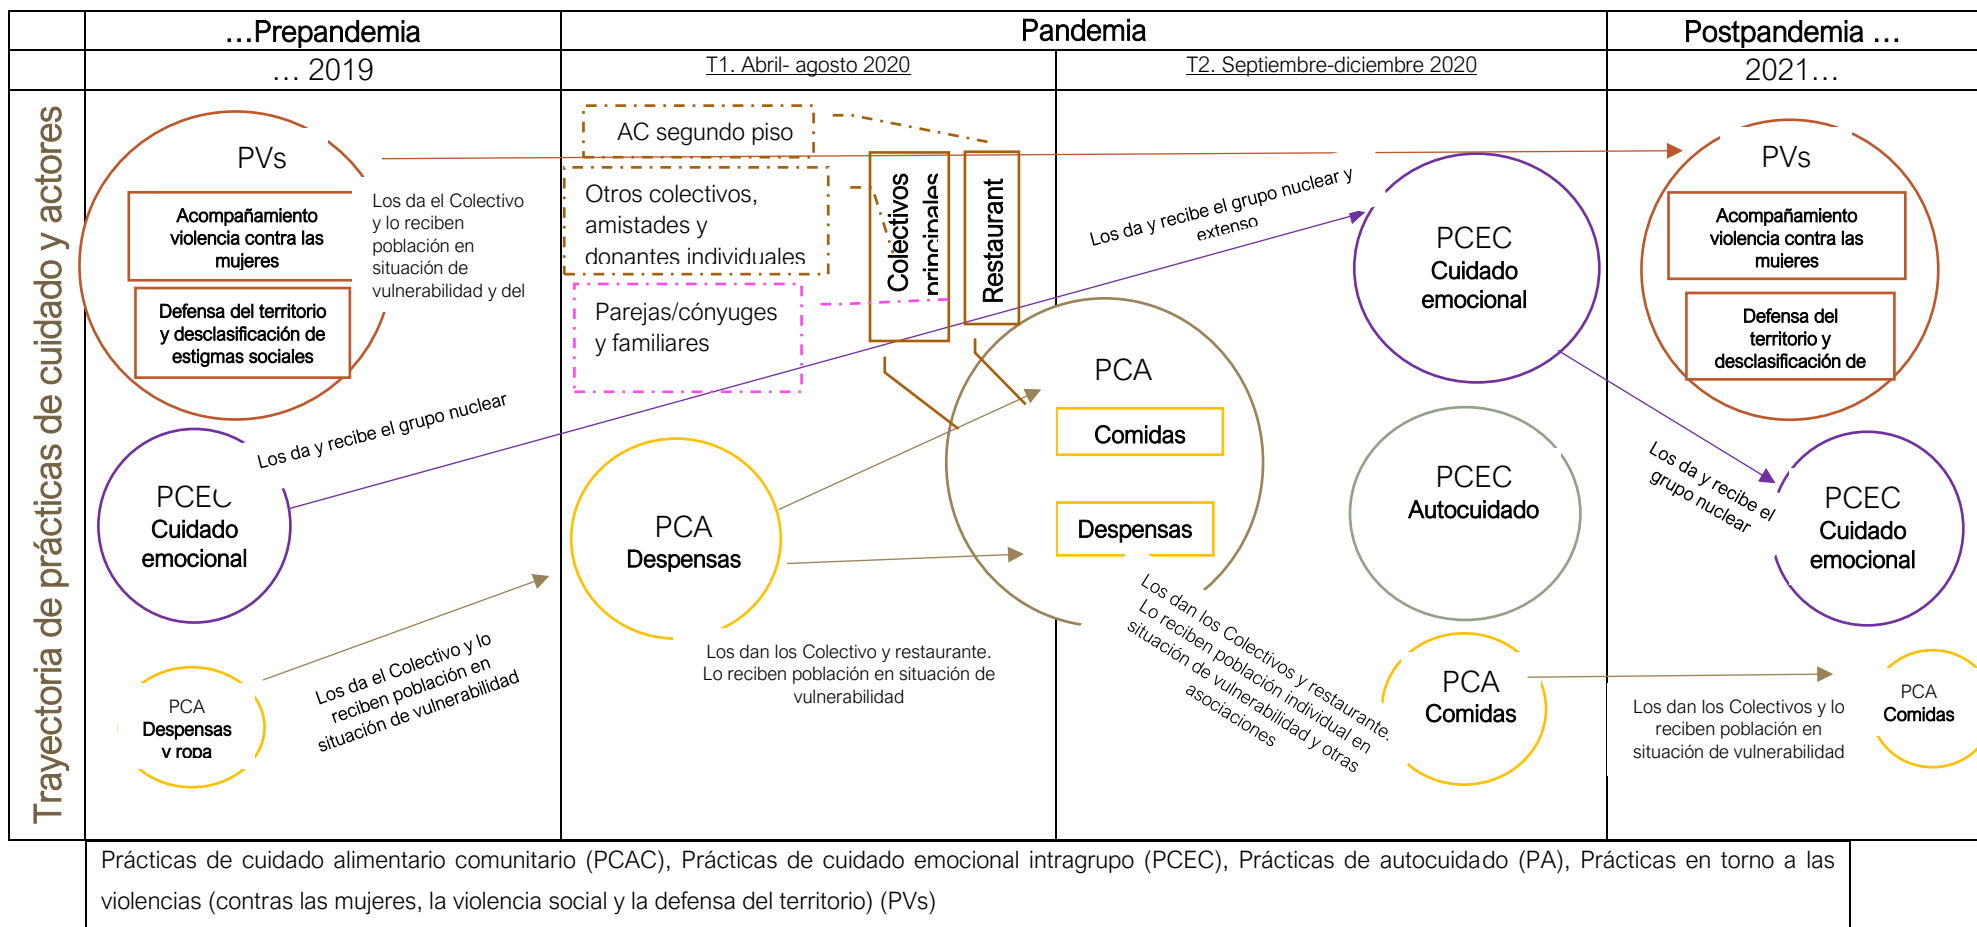 …Prepandemia
Pandemia
Postpandemia …
… 2019
T1. Abril- agosto 2020
T2. Septiembre-diciembre 2020
2021…
Trayectoria de prácticas de cuidado y actores
PVs
Acompañamiento
violencia contra las
mujeres
Defensa del territorio
y desclasificación de
estigmas sociales
Los da el Colectivo
y lo reciben
población en
situación de
vulnerabilidad y del
PCEC
Cuidado
emocional
Los da y recibe el grupo nuclear
PCA
Despensas
y ropa
Los da el Colectivo y lo
reciben población en
situación de vulnerabilidad
AC segundo piso
Otros colectivos,
amistades y
donantes individuales
Parejas/cónyuges
y familiares
Colectivos
principales
Restaurant
PCA
Despensas
Los dan los Colectivo y restaurante.
Lo reciben población en situación de
vulnerabilidad
PCA
Comidas
Despensas
Los dan los Colectivos y restaurante.
Lo reciben población individual en
situación de vulnerabilidad y otras
asociaciones
Los da y recibe el grupo nuclear y
extenso
PCEC
Cuidado
emocional
PCEC
Autocuidado
PCA
Comidas
PVs
Acompañamiento
violencia contra las
mujeres
Defensa del
territorio y
desclasificación de
Los da y recibe el
grupo nuclear
PCEC
Cuidado
emocional
Los dan los Colectivos y lo
reciben población en
situación de vulnerabilidad
PCA
Comidas
Prácticas de cuidado alimentario comunitario (PCAC), Prácticas de cuidado emocional intragrupo (PCEC), Prácticas de autocuidado (PA), Prácticas en torno a las
violencias (contras las mujeres, la violencia social y la defensa del territorio) (PVs)